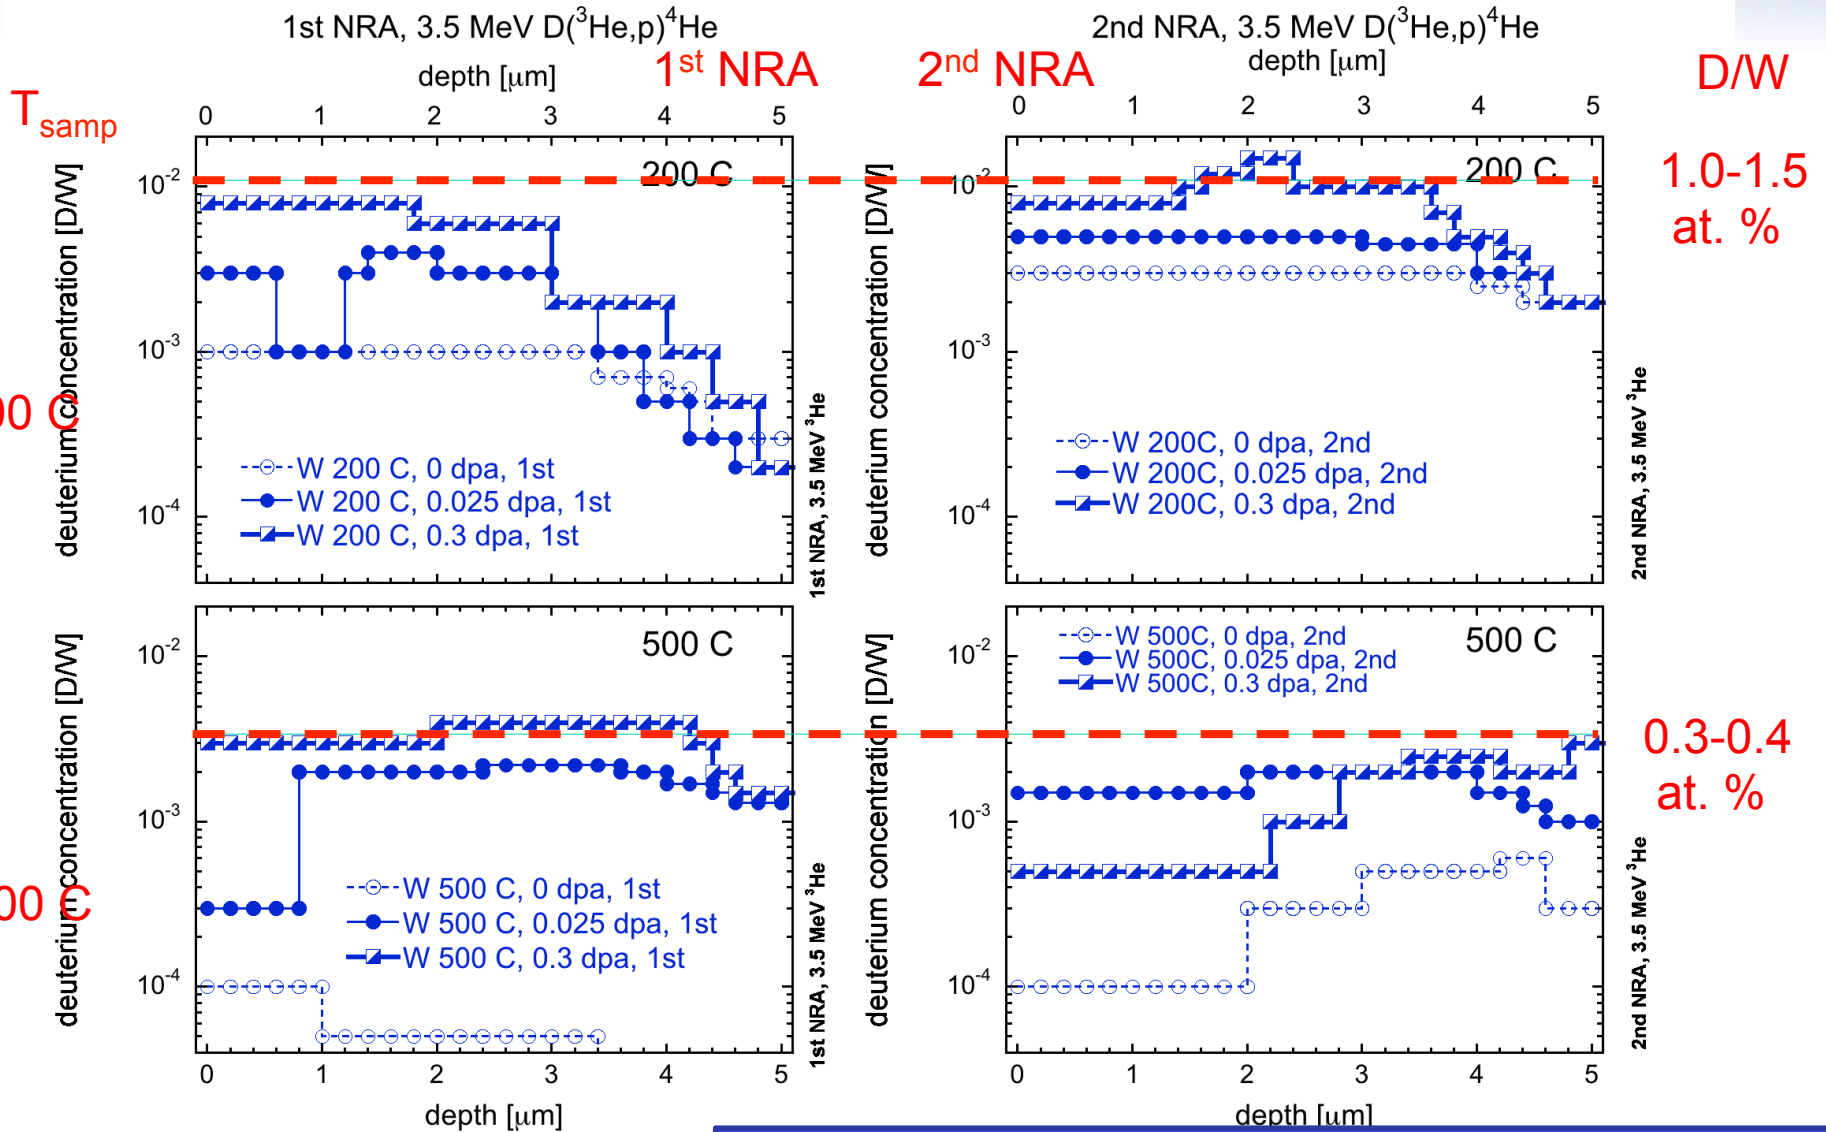 1st NRA, 3.5 MeV D(³He,p)⁴He
2nd NRA, 3.5 MeV D(³He,p)⁴He
depth [μm]
1st NRA
2nd NRA
depth [μm]
D/W
T samp
0 1 2 3 4 5
0 1 2 3 4 5
200 C
200 C
1.0-1.5
at. %
deuterium concentration [D/W]
10⁻²
10⁻³
10⁻⁴
W 200 C, 0 dpa, 1st
W 200 C, 0.025 dpa, 1st
W 200 C, 0.3 dpa, 1st
1st NRA, 3.5 MeV ³He
deuterium concentration [D/W]
10⁻³
10⁻⁴
W 200C, 0 dpa, 2nd
W 200C, 0.025 dpa, 2nd
W 200C, 0.3 dpa, 2nd
2nd NRA, 3.5 MeV ³He
00 C
500 C
deuterium concentration [D/W]
10⁻²
10⁻³
10⁻⁴
W 500 C, 0 dpa, 1st
W 500 C, 0.025 dpa, 1st
W 500 C, 0.3 dpa, 1st
1st NRA, 3.5 MeV ³He
0 1 2 3 4 5
depth [μm]
500 C
W 500C, 0 dpa, 2nd
W 500C, 0.025 dpa, 2nd
W 500C, 0.3 dpa, 2nd
deuterium concentration [D/W]
10⁻²
10⁻³
10⁻⁴
2nd NRA, 3.5 MeV ³He
0 1 2 3 4 5
depth [μm]
0.3-0.4
at. %
00 C